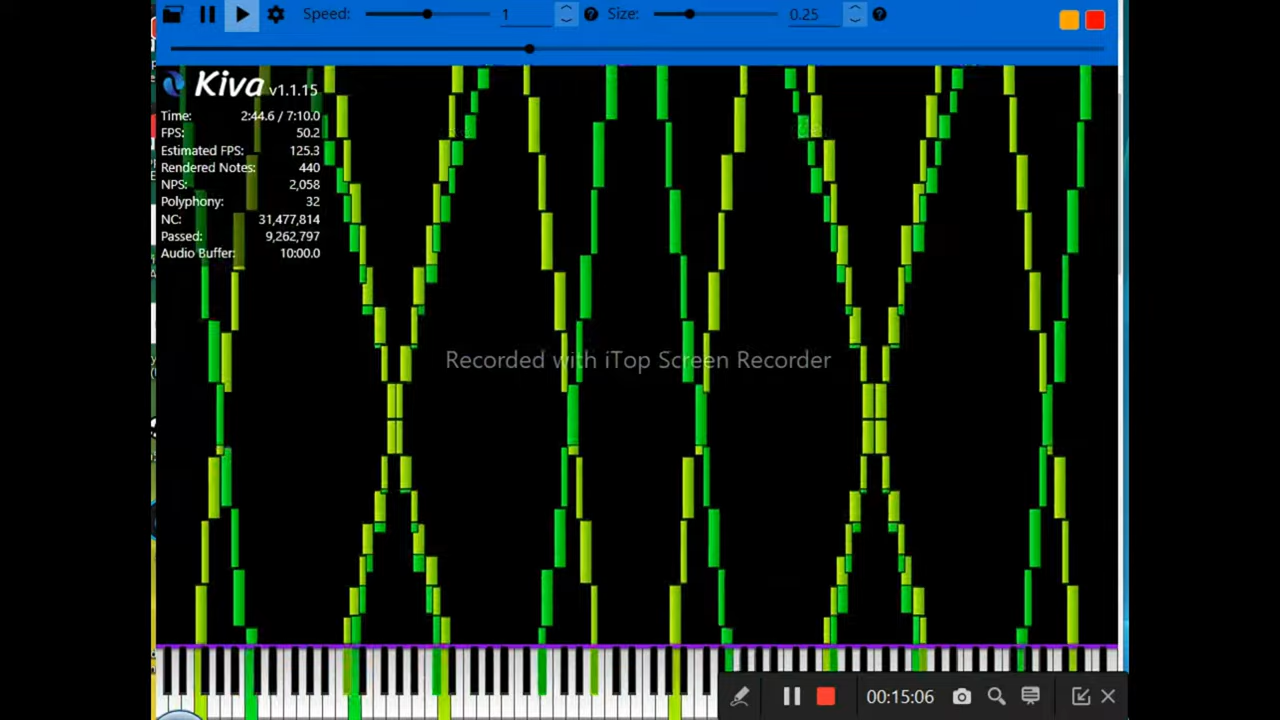 Speed: 1 Size: 0.25
Kiva v1.1.15
Time: 2:44.6 / 7:10.0
FPS: 50.2
Estimated FPS: 125.3
Rendered Notes: 440
NPS: 2,058
Polyphony: 32
NC: 31,477,814
Passed: 9,262,797
Audio Buffer: 10:00.0
Recorded with iTop Screen Recorder
00:15:06